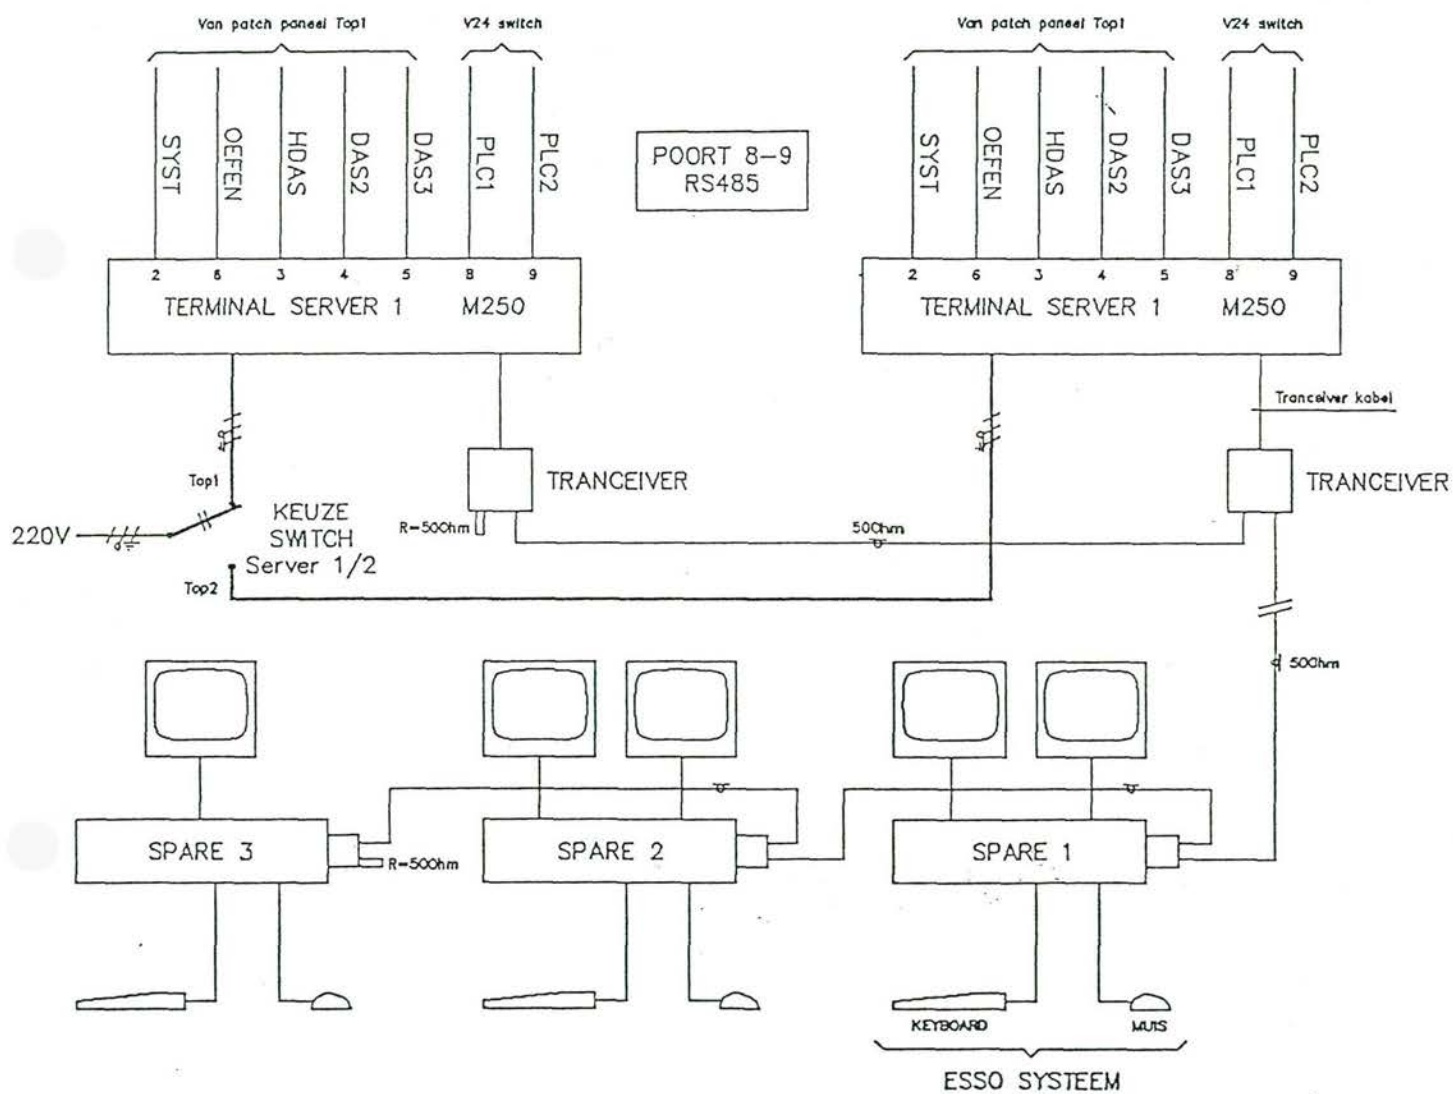 Van patch paneel Top1
V24 switch
Van patch paneel Top1
V24 switch
SYST
OEFEN
HDAS
DAS2
DAS3
PLC1
PLC2
POORT 8-9
RS485
SYST
OEFEN
HDAS
DAS2
DAS3
PLC1
PLC2
2 6 3 4 5 8 9
TERMINAL SERVER 1 M250
2 6 3 4 5 8 9
TERMINAL SERVER 1 M250
Tranceiver kabel
Top1
TRANCEIVER
TRANCEIVER
KEUZE
SWITCH
Server 1/2
R=50Ohm
50Ohm
220V
Top2
50Ohm
SPARE 3
R=50Ohm
SPARE 2
SPARE 1
KEYBOARD
MUIS
ESSO SYSTEEM